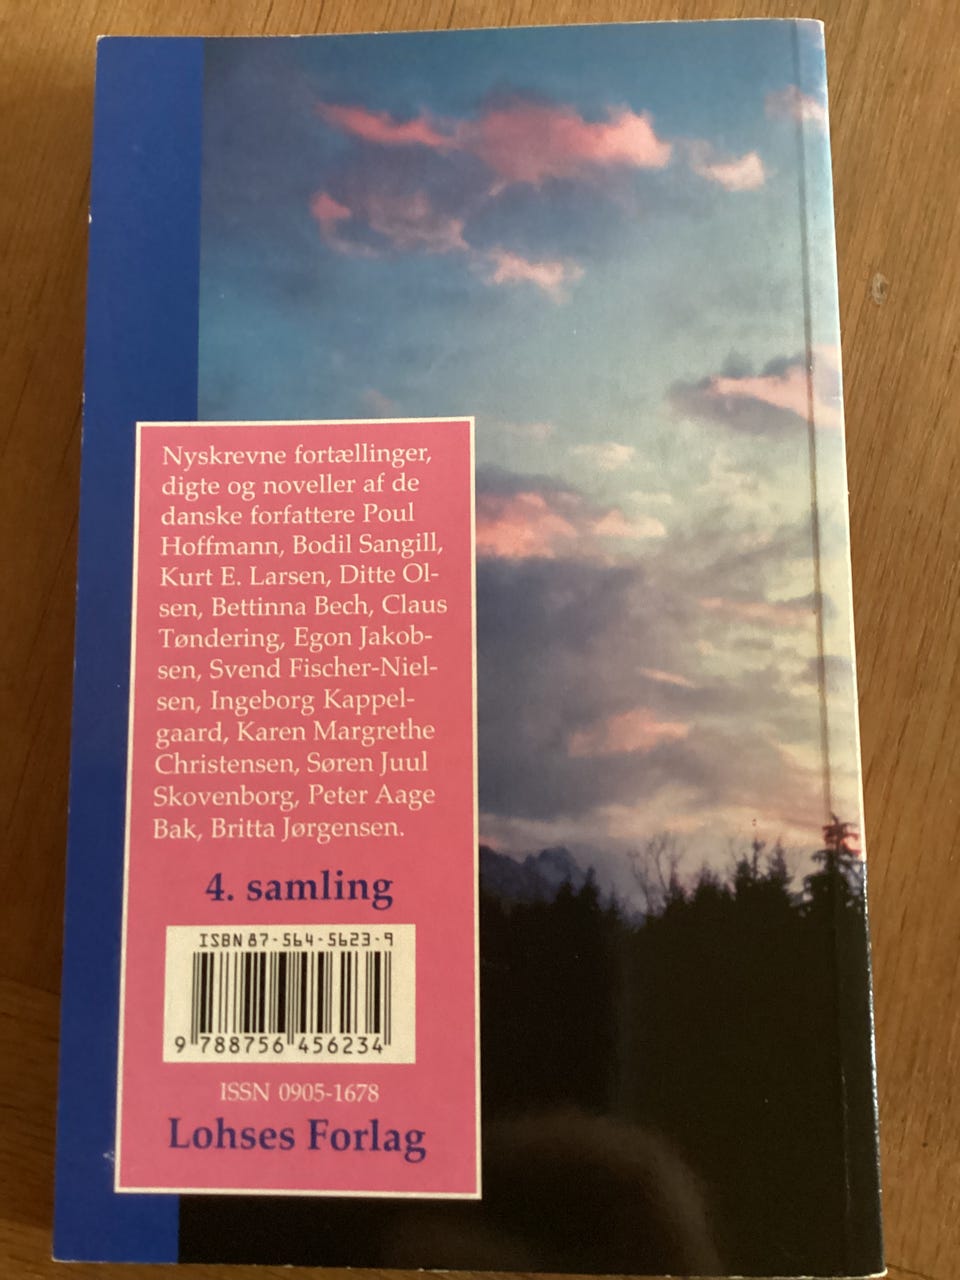 Nyskrevne fortællinger,
digte og noveller af de
danske forfattere Poul
Hoffmann, Bodil Sangill,
Kurt E. Larsen, Ditte Ol-
sen, Bettinna Bech, Claus
Tøndering, Egon Jakob-
sen, Svend Fischer-Niel-
sen, Ingeborg Kappel-
gaard, Karen Margrethe
Christensen, Søren Juul
Skovenborg, Peter Aage
Bak, Britta Jørgensen.
4. samling
ISBN 87-564-5623-9
9 788756 456234
ISSN 0905-1678
Lohses Forlag